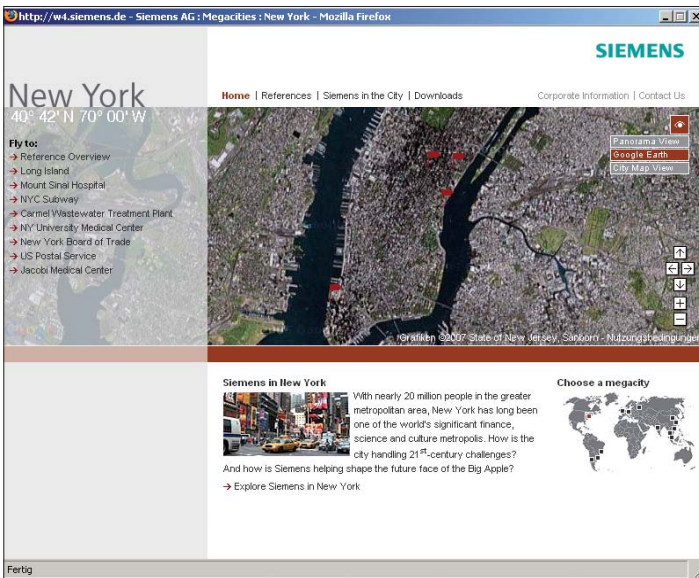 http://w4.siemens.de - Siemens AG : Megacities : New York - Mozilla Firefox
SIEMENS
New York
40° 42' N 70° 00' W
Home | References | Siemens in the City | Downloads
Corporate Information | Contact Us
Fly to:
→ Reference Overview
→ Long Island
→ Mount Sinai Hospital
→ NYC Subway
→ Carmel Wastewater Treatment Plant
→ NY University Medical Center
→ New York Board of Trade
→ US Postal Service
→ Jacobi Medical Center
Panorama View
Google Earth
City Map View
Grafiken ©2007 State of New Jersey, Sanborn - Nutzungsbedingungen
Siemens in New York
With nearly 20 million people in the greater
metropolitan area, New York has long been
one of the world's significant finance,
science and culture metropolis. How is the
city handling 21st-century challenges?
And how is Siemens helping shape the future face of the Big Apple?
→ Explore Siemens in New York
Choose a megacity
Fertig